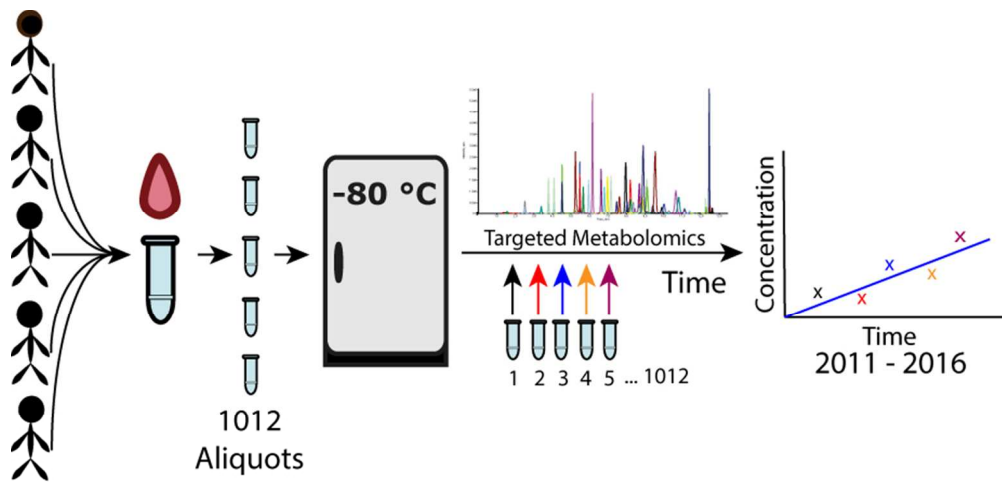 -80 °C
Targeted Metabolomics
Time
1 2 3 4 5 ... 1012
1012
Aliquots
Concentration
x x x x x
Time
2011 - 2016